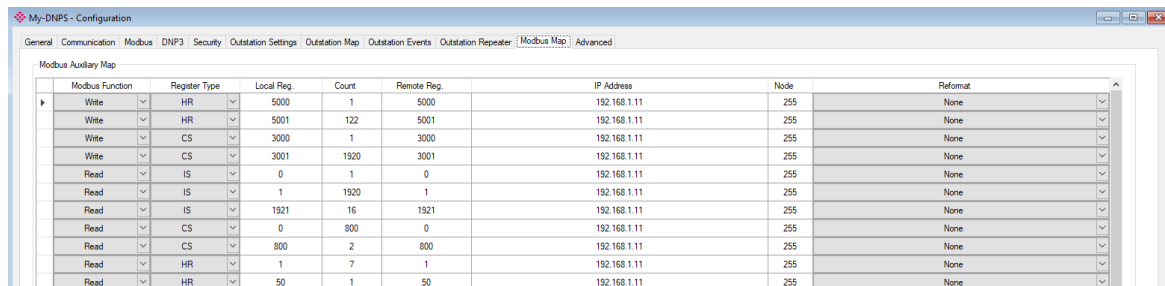 My-DNPS - Configuration
General Communication Modbus DNP3 Security Outstation Settings Outstation Map Outstation Events Outstation Repeater Modbus Map Advanced
Modbus Auxiliary Map
Modbus Function Register Type Local Reg. Count Remote Reg. IP Address Node Reformat
Write HR 5000 1 5000 192.168.1.11 255 None
Write HR 5001 122 5001 192.168.1.11 255 None
Write CS 3000 1 3000 192.168.1.11 255 None
Write CS 3001 1920 3001 192.168.1.11 255 None
Read IS 0 1 0 192.168.1.11 255 None
Read IS 1 1920 1 192.168.1.11 255 None
Read IS 1921 16 1921 192.168.1.11 255 None
Read CS 0 800 0 192.168.1.11 255 None
Read CS 800 2 800 192.168.1.11 255 None
Read HR 1 7 1 192.168.1.11 255 None
Read HR 50 1 50 192.168.1.11 255 None